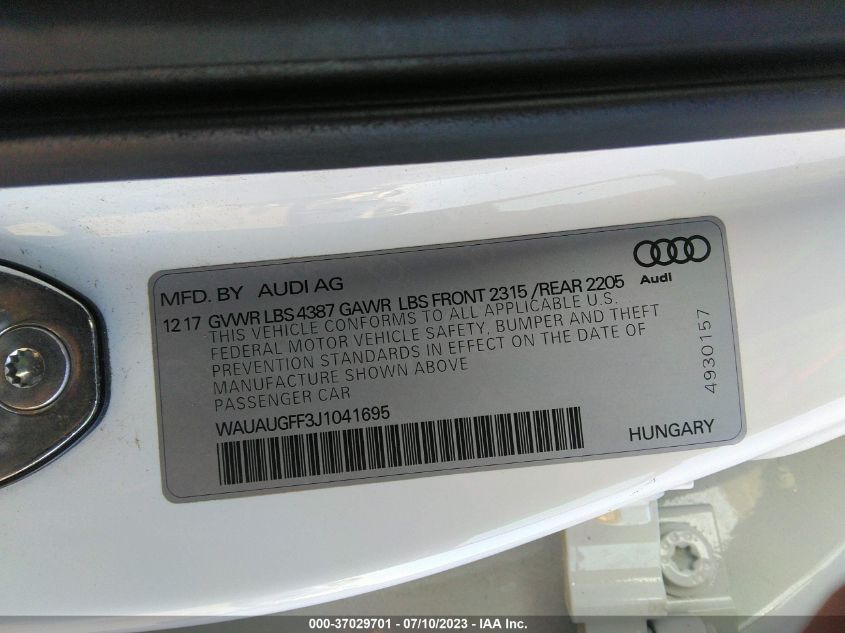 MFD. BY AUDI AG
Audi
12 17 GVWR LBS 4387 GAWR LBS FRONT 2315 /REAR 2205
THIS VEHICLE CONFORMS TO ALL APPLICABLE U.S.
FEDERAL MOTOR VEHICLE SAFETY, BUMPER AND THEFT
PREVENTION STANDARDS IN EFFECT ON THE DATE OF
MANUFACTURE SHOWN ABOVE
PASSENGER CAR
4930157
WAUAUGFF3J1041695
HUNGARY
000-37029701 - 07/10/2023 - IAA Inc.